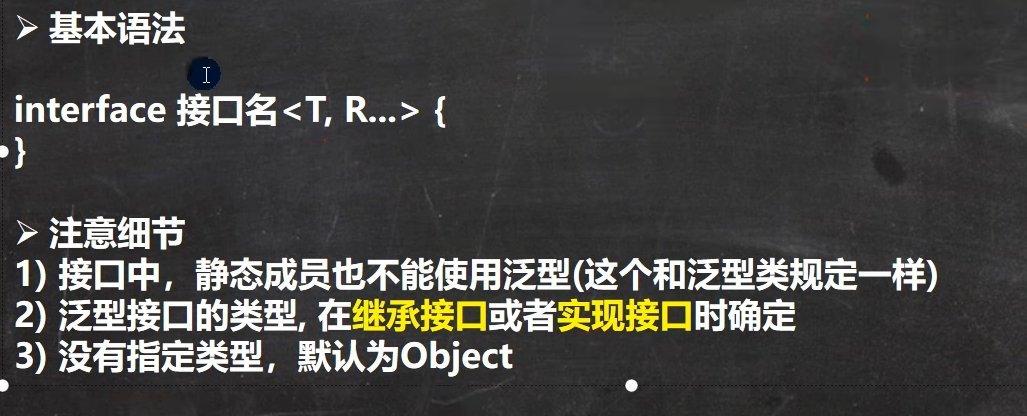 ➢ 基本语法
interface 接口名<T, R...> {
}
➢ 注意细节
1) 接口中，静态成员也不能使用泛型(这个和泛型类规定一样)
2) 泛型接口的类型, 在继承接口或者实现接口时确定
3) 没有指定类型，默认为Object